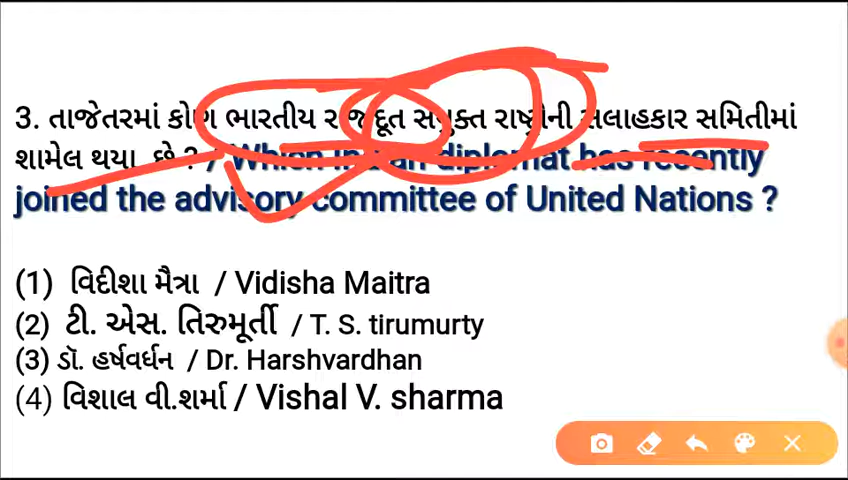 3. તાજેતરમાં કોણ ભારતીય રાજદૂત સંયુક્ત રાષ્ટ્રોની સલાહકાર સમિતીમાં
શામેલ થયા છે ? / Which Indian diplomat has recently
joined the advisory committee of United Nations ?
(1) વિદીશા મૈત્રા / Vidisha Maitra
(2) ટી. એસ. તિરુમૂર્તી / T. S. tirumurty
(3) ડૉ. હર્ષવર્ધન / Dr. Harshvardhan
(4) વિશાલ વી.શર્મા / Vishal V. sharma